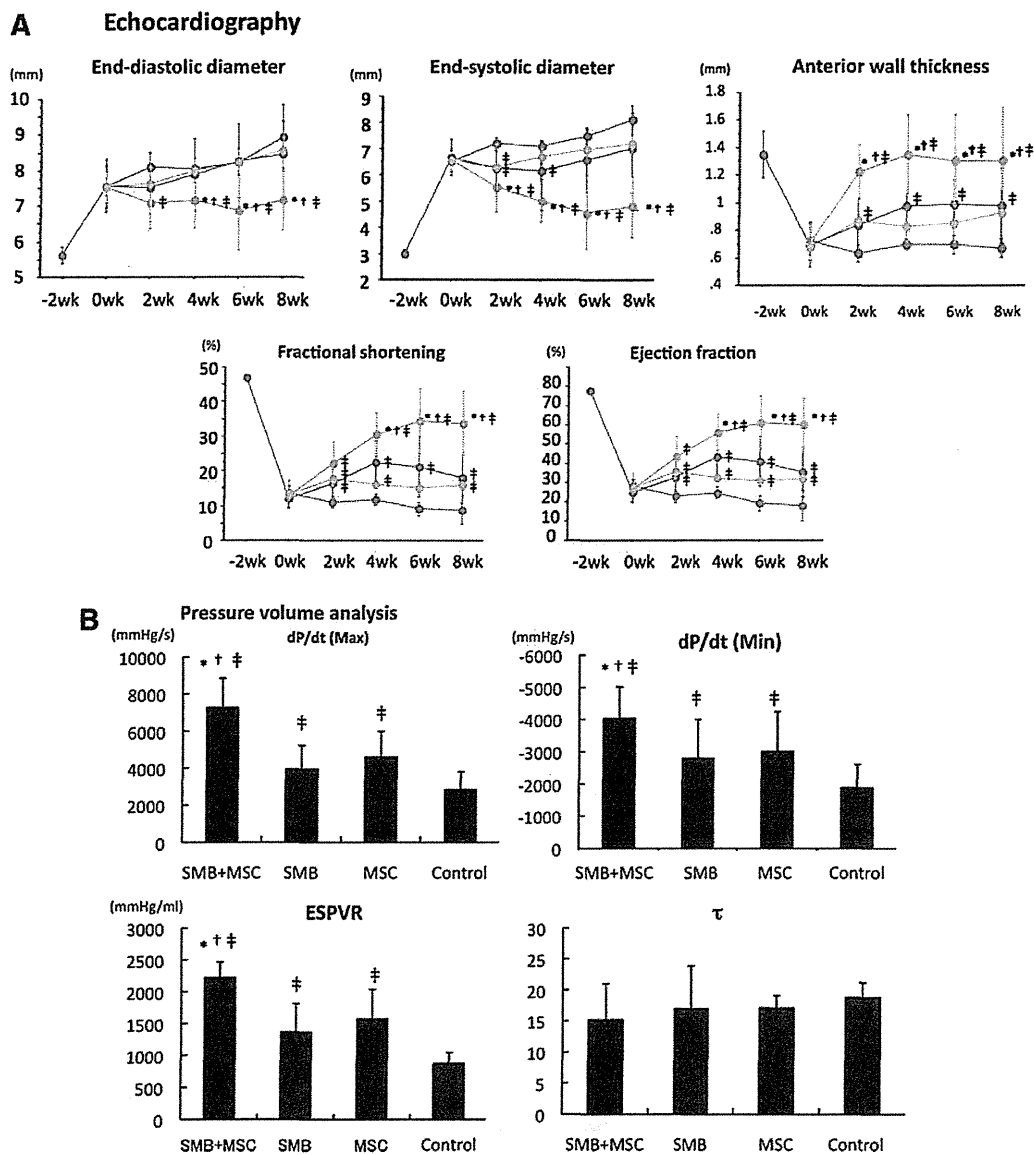 A Echocardiography
(mm) End-diastolic diameter
10
9
8
7
6
5
‡ *†‡ *†‡ *†‡
-2wk 0wk 2wk 4wk 6wk 8wk
(mm) End-systolic diameter
9
8
7
6
5
4
3
2
‡ ‡
*†‡ *†‡ *†‡ *†‡
-2wk 0wk 2wk 4wk 6wk 8wk
Anterior wall thickness
(mm)
1.8
1.6
1.4
1.2
1
.8
.6
.4
*†‡ *†‡ *†‡ *†‡
‡ ‡ ‡ ‡
-2wk 0wk 2wk 4wk 6wk 8wk
(%) Fractional shortening
50
40
30
20
10
0
*†‡ *†‡ *†‡
‡ ‡ ‡ ‡ ‡ ‡ ‡ ‡
-2wk 0wk 2wk 4wk 6wk 8wk
(%) Ejection fraction
80
70
60
50
40
30
20
10
0
*†‡ *†‡ *†‡
‡ ‡ ‡ ‡ ‡ ‡ ‡ ‡ ‡
-2wk 0wk 2wk 4wk 6wk 8wk
B Pressure volume analysis
(mmHg/s) dP/dt (Max)
10000
8000
6000
4000
2000
0
* † ‡
‡
‡
SMB+MSC SMB MSC Control
(mmHg/s) dP/dt (Min)
-6000
-5000
-4000
-3000
-2000
-1000
0
* † ‡
‡
‡
SMB+MSC SMB MSC Control
(mmHg/ml) ESPVR
3000
2500
2000
1500
1000
500
0
* † ‡
‡
‡
SMB+MSC SMB MSC Control
τ
30
25
20
15
10
5
0
SMB+MSC SMB MSC Control